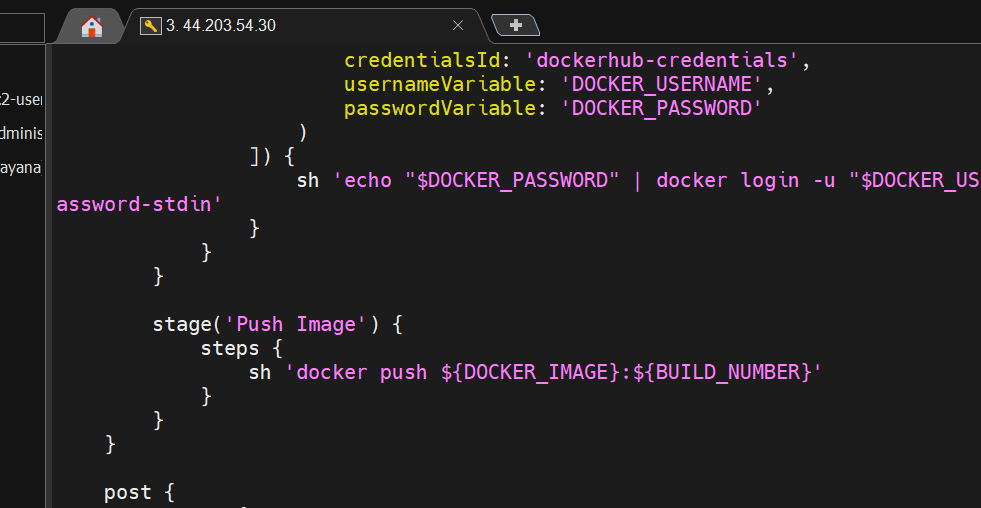 3. 44.203.54.30
credentialsId: 'dockerhub-credentials',
usernameVariable: 'DOCKER_USERNAME',
passwordVariable: 'DOCKER_PASSWORD'
)
]) {
sh 'echo "$DOCKER_PASSWORD" | docker login -u "$DOCKER_US
assword-stdin'
}
}
}
stage('Push Image') {
steps {
sh 'docker push ${DOCKER_IMAGE}:${BUILD_NUMBER}'
}
}
}
post {
2-user
dminis
ayana